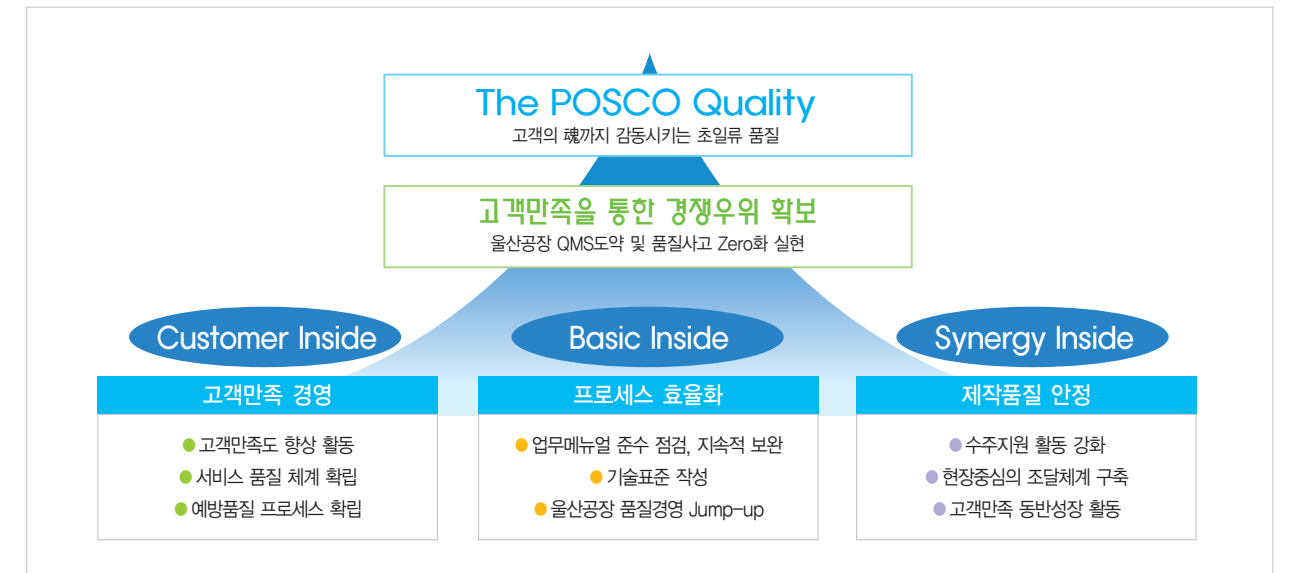 The POSCO Quality
고객의 魂까지 감동시키는 초일류 품질
고객만족을 통한 경쟁우위 확보
울산공장 QMS도약 및 품질사고 Zero화 실현
Customer Inside
고객만족 경영
고객만족도 향상 활동
서비스 품질 체계 확립
예방품질 프로세스 확립
Basic Inside
프로세스 효율화
업무메뉴얼 준수 점검, 지속적 보완
기술표준 작성
울산공장 품질경영 Jump-up
Synergy Inside
제작품질 안정
수주지원 활동 강화
현장중심의 조달체계 구축
고객만족 동반성장 활동